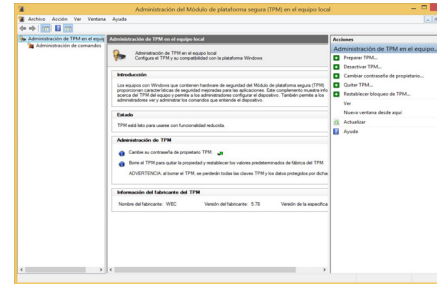 Administración del Módulo de plataforma segura (TPM) en el equipo local
Archivo Acción Ver Ventana Ayuda
Administración de TPM en el equip
Administración de comandos
Administración de TPM en el equipo local
Administración de TPM en el equipo local
Configure el TPM y su compatibilidad con la plataforma Windows
Introducción
Los equipos con Windows que contienen hardware de seguridad del Módulo de plataforma segura (TPM)
proporcionan características de seguridad mejoradas para las aplicaciones. Este complemento muestra info
acerca del TPM del equipo y permite a los administradores configurar el dispositivo. También permite a los
administradores ver y administrar los comandos que entiende el dispositivo.
Estado
TPM está listo para usarse con funcionalidad reducida.
Administración de TPM
Cambie su contraseña de propietario TPM.
Borre el TPM para quitar la propiedad y restablecer los valores predeterminados de fábrica del TPM.
ADVERTENCIA: al borrar el TPM, se perderán todas las claves TPM y los datos protegidos por dichas
Información del fabricante del TPM
Nombre del fabricante: WEC Versión del fabricante: 5.78 Versión de la especifica
Acciones
Administración de TPM en el equipo...
Preparar TPM...
Desactivar TPM...
Cambiar contraseña de propietario...
Quitar TPM...
Restablecer bloqueo de TPM...
Ver
Nueva ventana desde aquí
Actualizar
Ayuda